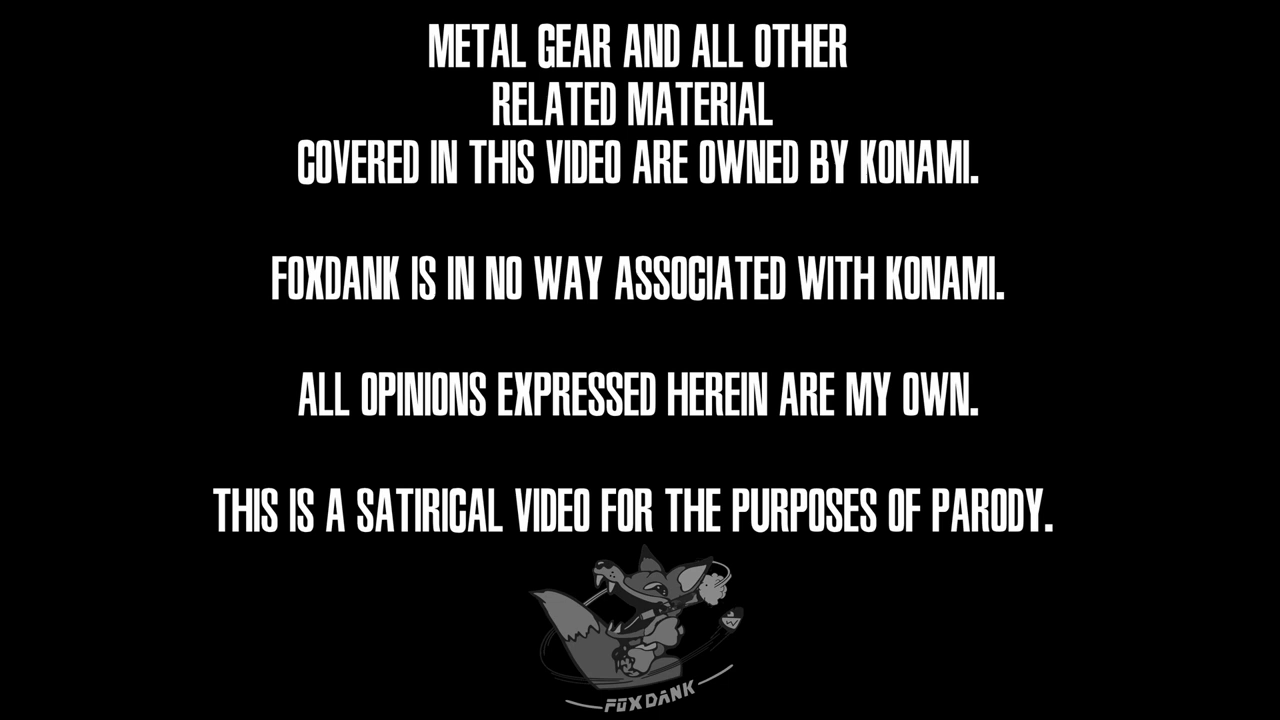 METAL GEAR AND ALL OTHER
RELATED MATERIAL
COVERED IN THIS VIDEO ARE OWNED BY KONAMI.
FOXDANK IS IN NO WAY ASSOCIATED WITH KONAMI.
ALL OPINIONS EXPRESSED HEREIN ARE MY OWN.
THIS IS A SATIRICAL VIDEO FOR THE PURPOSES OF PARODY.
FOXDANK